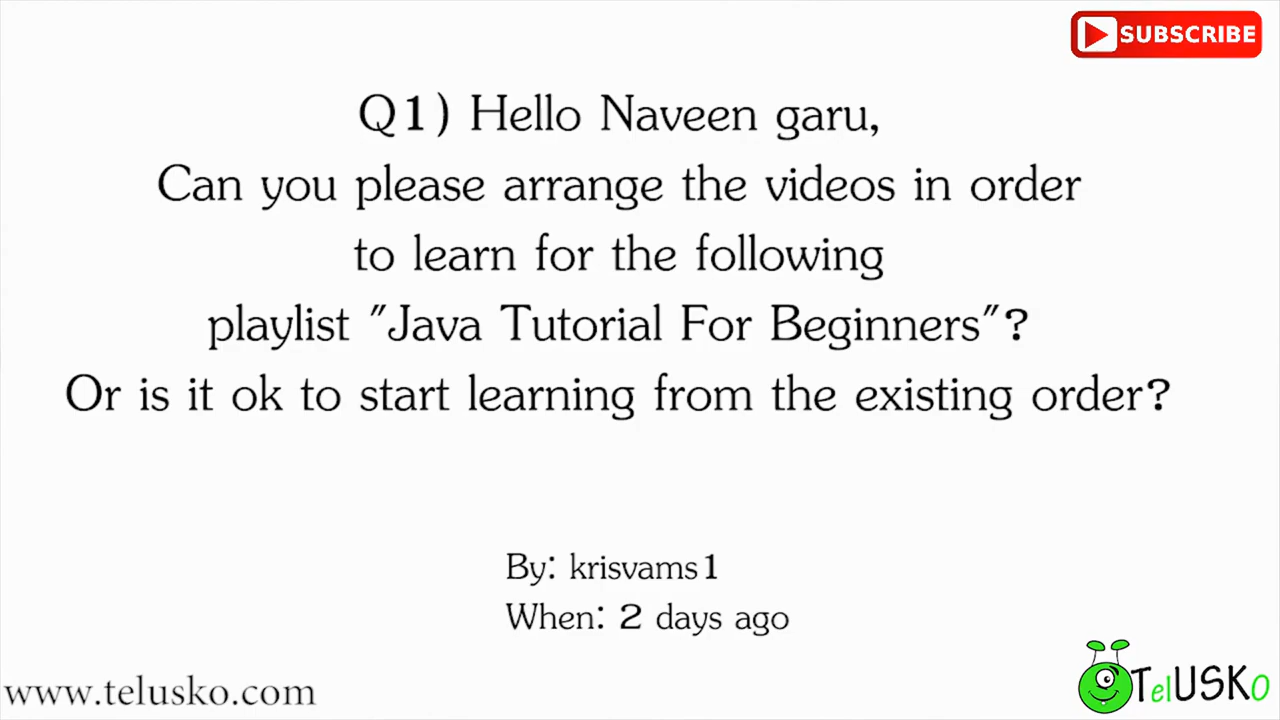 SUBSCRIBE
Q1) Hello Naveen garu,
Can you please arrange the videos in order
to learn for the following
playlist "Java Tutorial For Beginners"?
Or is it ok to start learning from the existing order?
By: krisvams1
When: 2 days ago
www.telusko.com
TelUSKo